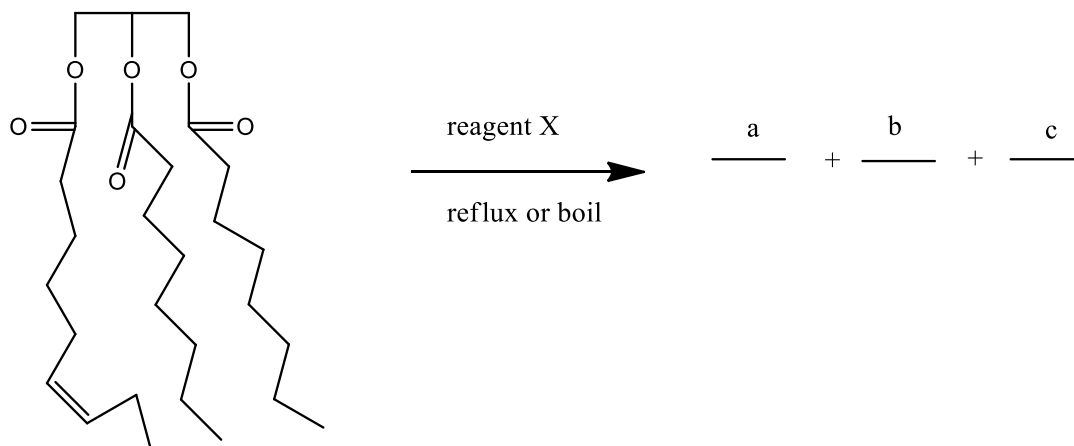 O O O
O O
O
reagent X
reflux or boil
a b c
+ +